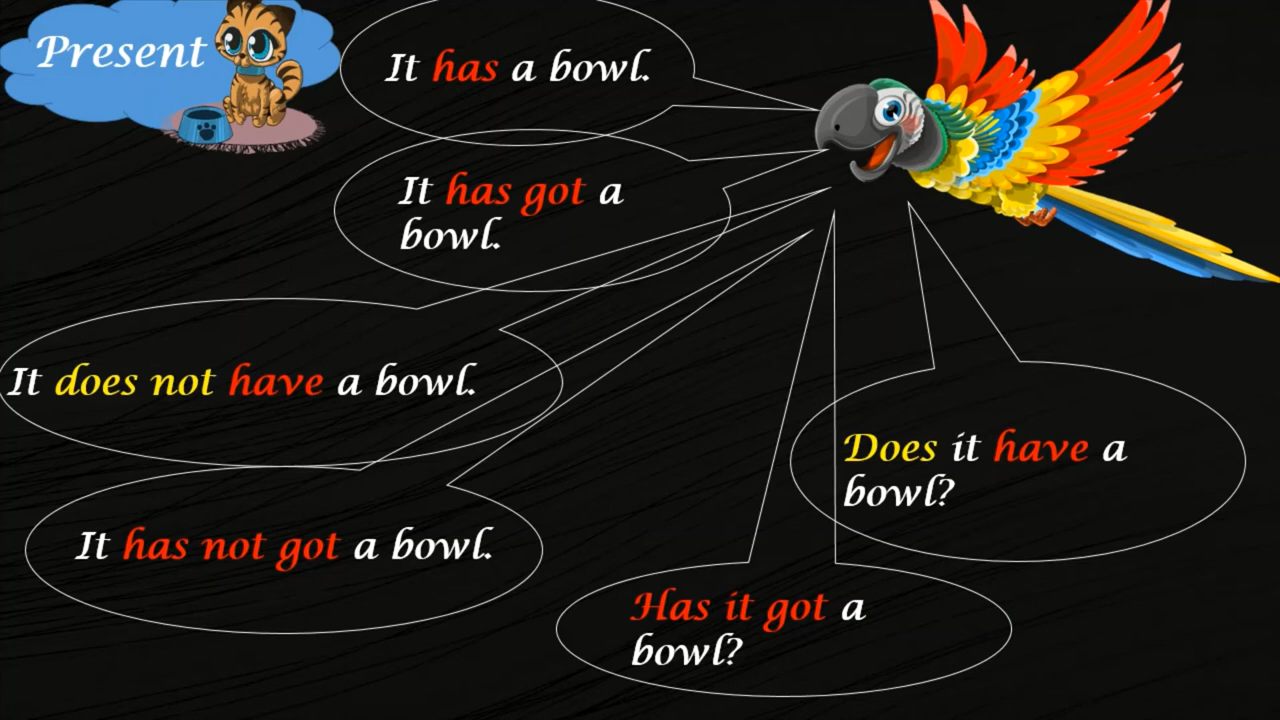 Present
It has a bowl.
It has got a
bowl.
It does not have a bowl.
It has not got a bowl.
Does it have a
bowl?
Has it got a
bowl?